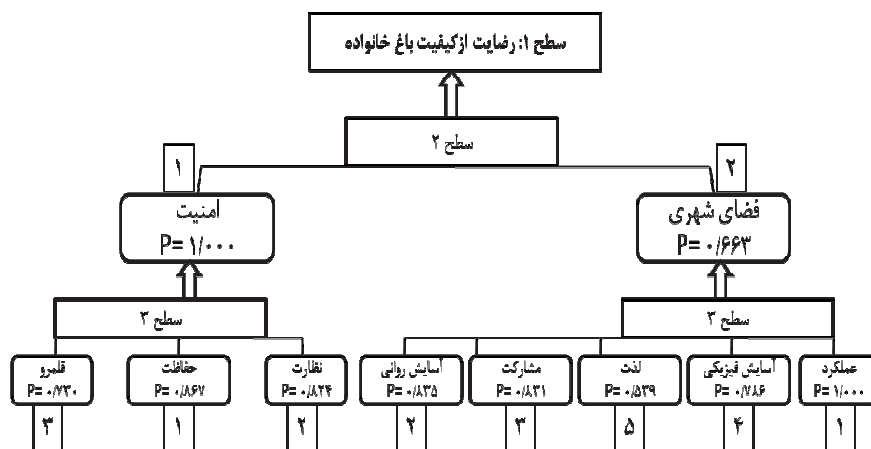 سطح ۱: رضایت از کیفیت باغ خانواده
سطح ۲
۲
۱
فضای شهری
P= ۰/۶۶۳
امنیت
P= ۱/۰۰۰
سطح ۳
سطح ۳
عملکرد
P= ۱/۰۰۰
۱
آسایش فیزیکی
P= ۰/۷۸۶
۴
لذت
P= ۰/۵۳۹
۵
مشارکت
P= ۰/۸۳۱
۳
آسایش روانی
P= ۰/۸۳۵
۲
نظارت
P= ۰/۸۲۴
۲
حفاظت
P= ۰/۸۶۷
۱
قلمرو
P= ۰/۷۳۰
۳